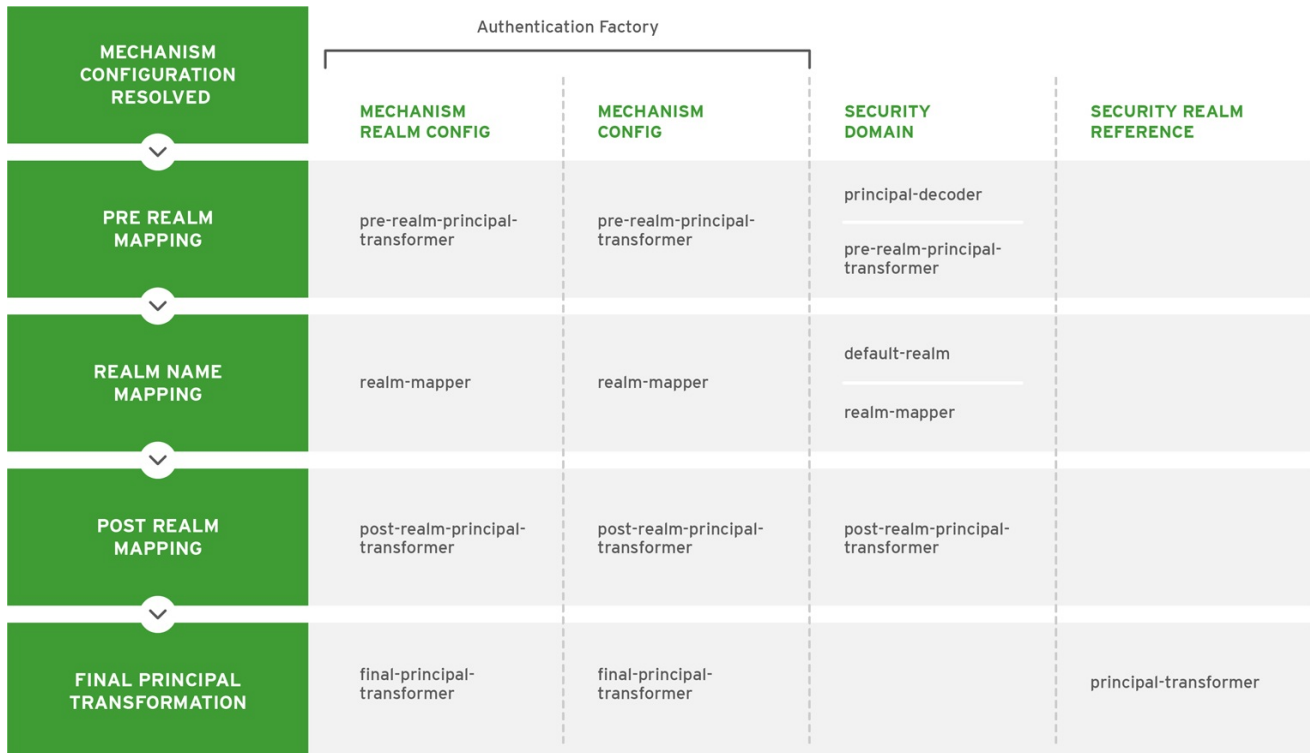 Authentication Factory
MECHANISM
CONFIGURATION
RESOLVED
MECHANISM
REALM CONFIG
MECHANISM
CONFIG
SECURITY
DOMAIN
SECURITY REALM
REFERENCE
PRE REALM
MAPPING
pre-realm-principal-
transformer
pre-realm-principal-
transformer
principal-decoder
pre-realm-principal-
transformer
REALM NAME
MAPPING
realm-mapper
realm-mapper
default-realm
realm-mapper
POST REALM
MAPPING
post-realm-principal-
transformer
post-realm-principal-
transformer
post-realm-principal-
transformer
FINAL PRINCIPAL
TRANSFORMATION
final-principal-
transformer
final-principal-
transformer
principal-transformer